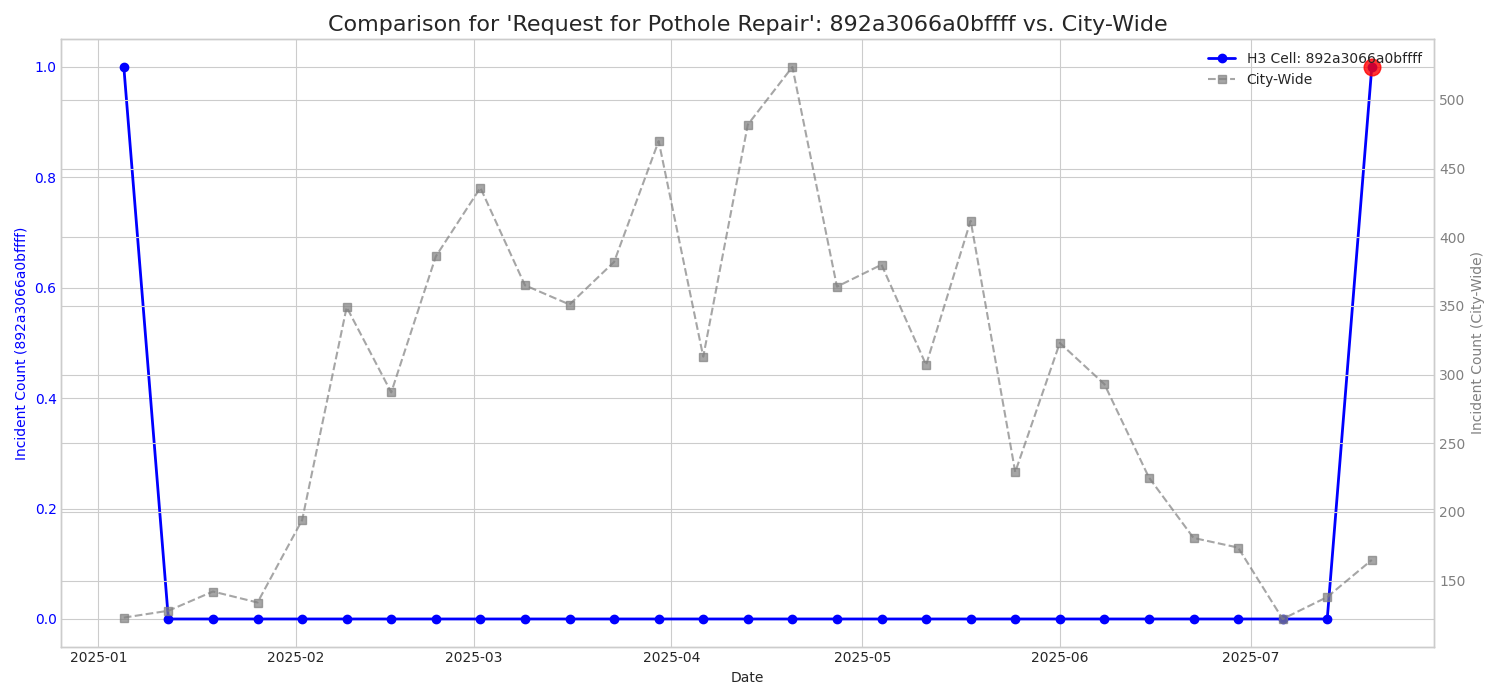 Comparison for 'Request for Pothole Repair': 892a3066a0bffff vs. City-Wide
H3 Cell: 892a3066a0bffff
City-Wide
Incident Count (892a3066a0bffff)
1.0
0.8
0.6
0.4
0.2
0.0
500
450
400
350
300
250
200
150
Incident Count (City-Wide)
2025-01 2025-02 2025-03 2025-04 2025-05 2025-06 2025-07
Date